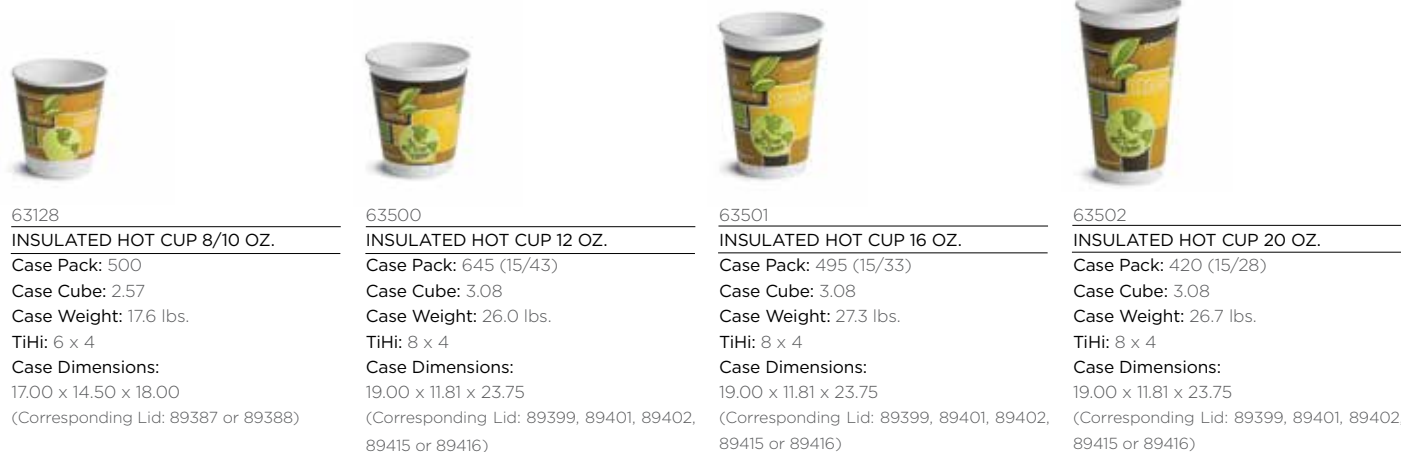 63128
INSULATED HOT CUP 8/10 OZ.
Case Pack: 500
Case Cube: 2.57
Case Weight: 17.6 lbs.
TiHi: 6 x 4
Case Dimensions:
17.00 x 14.50 x 18.00
(Corresponding Lid: 89387 or 89388)
63500
INSULATED HOT CUP 12 OZ.
Case Pack: 645 (15/43)
Case Cube: 3.08
Case Weight: 26.0 lbs.
TiHi: 8 x 4
Case Dimensions:
19.00 x 11.81 x 23.75
(Corresponding Lid: 89399, 89401, 89402,
89415 or 89416)
63501
INSULATED HOT CUP 16 OZ.
Case Pack: 495 (15/33)
Case Cube: 3.08
Case Weight: 27.3 lbs.
TiHi: 8 x 4
Case Dimensions:
19.00 x 11.81 x 23.75
(Corresponding Lid: 89399, 89401, 89402,
89415 or 89416)
63502
INSULATED HOT CUP 20 OZ.
Case Pack: 420 (15/28)
Case Cube: 3.08
Case Weight: 26.7 lbs.
TiHi: 8 x 4
Case Dimensions:
19.00 x 11.81 x 23.75
(Corresponding Lid: 89399, 89401, 89402,
89415 or 89416)